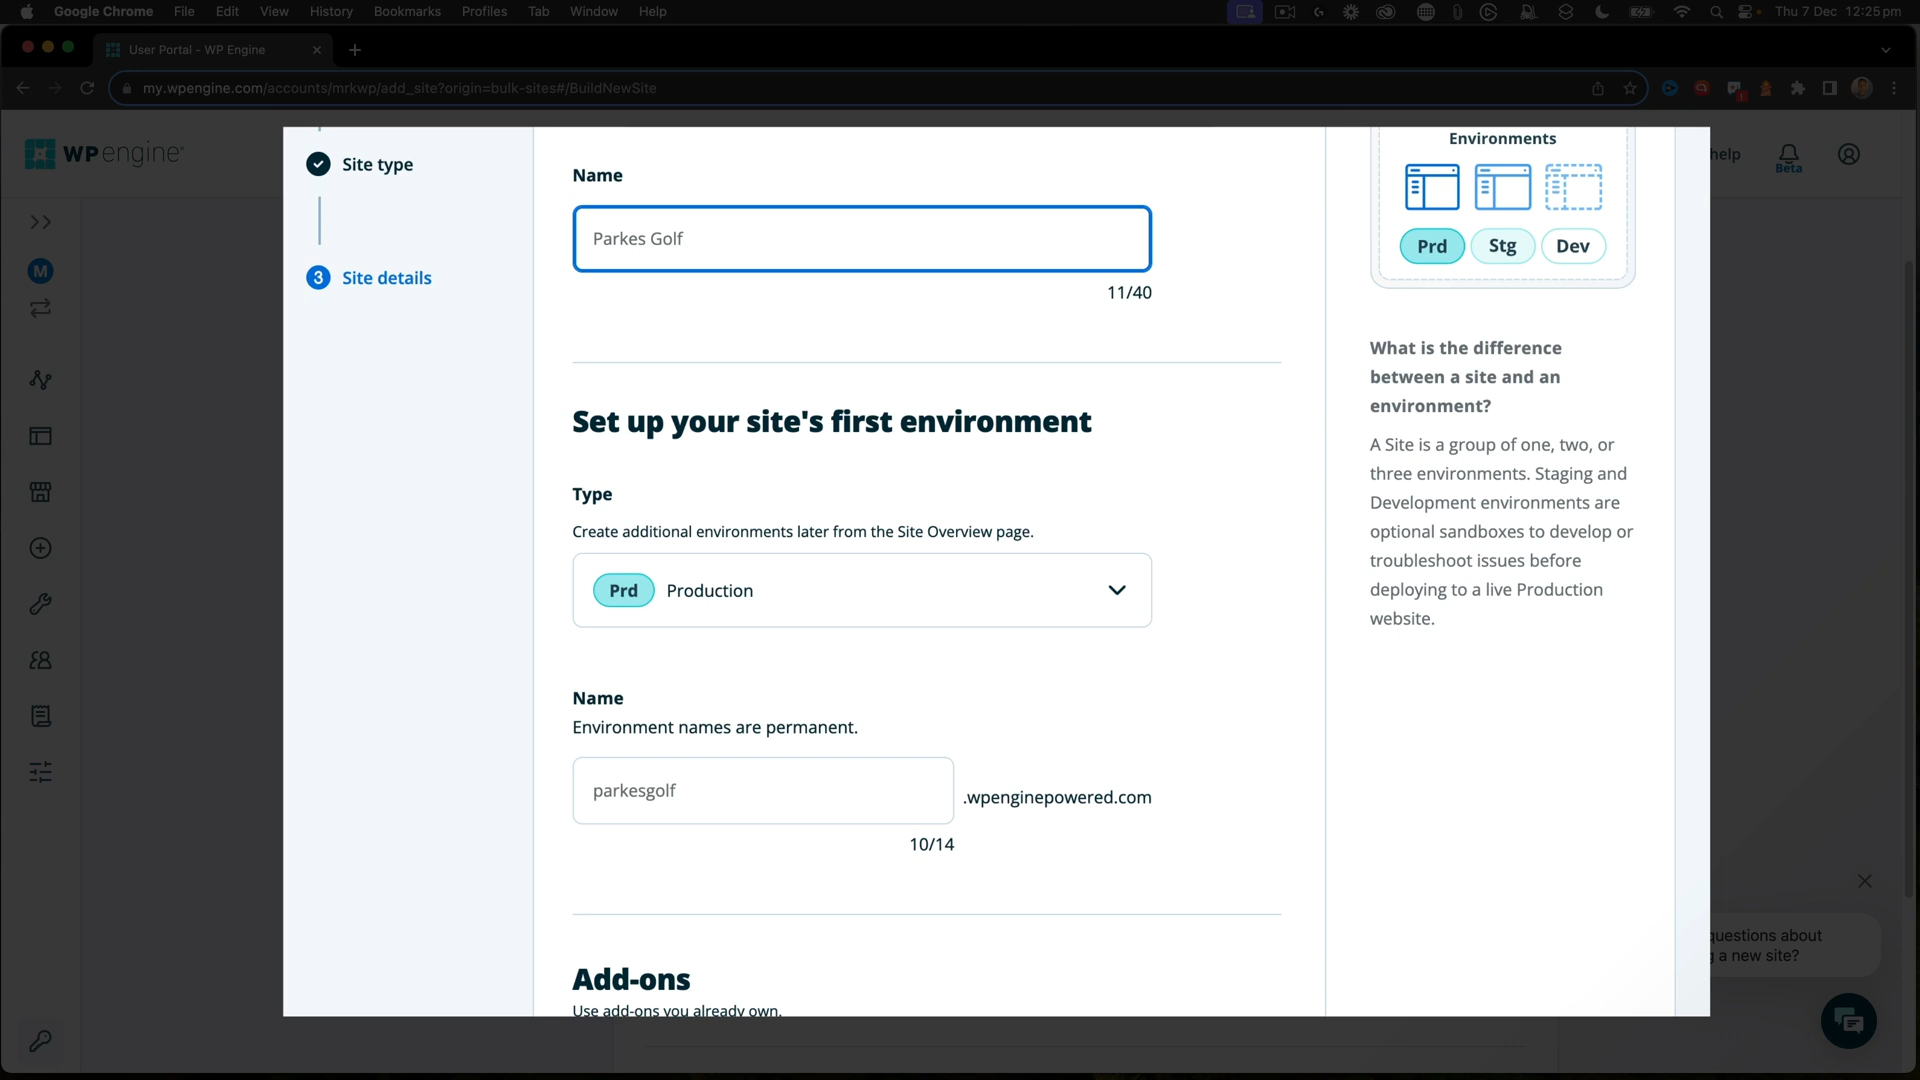 Google Chrome File Edit View History Bookmarks Profiles Tab Window Help Thu 7 Dec 12:25 pm
User Portal - WP Engine
my.wpengine.com/accounts/mrkwp/add_site?origin=bulk-sites#/BuildNewSite
WP engine
help
Beta
M
Site type
3 Site details
Name
Parkes Golf
11/40
Set up your site's first environment
Type
Create additional environments later from the Site Overview page.
Prd Production
Name
Environment names are permanent.
parkesgolf
.wpenginepowered.com
10/14
Add-ons
Use add-ons you already own.
Environments
Prd Stg Dev
What is the difference
between a site and an
environment?
A Site is a group of one, two, or
three environments. Staging and
Development environments are
optional sandboxes to develop or
troubleshoot issues before
deploying to a live Production
website.
questions about
g a new site?